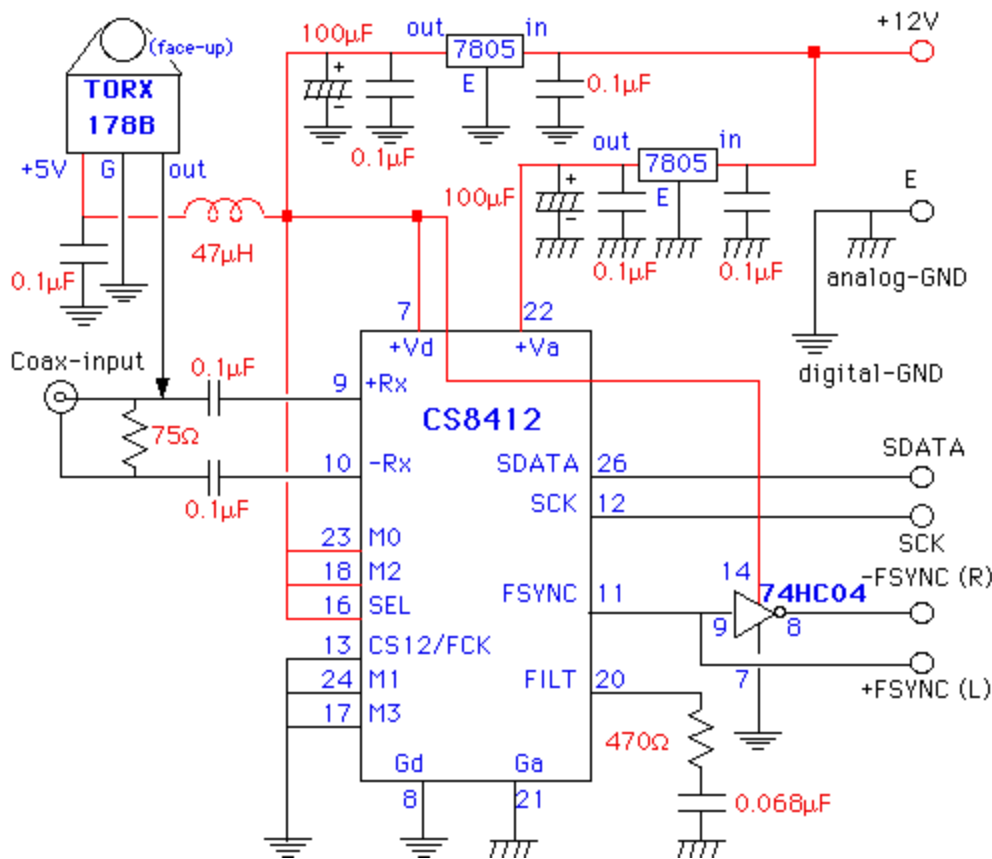 (face-up)
TORX
178B
+5V
G
out
0.1µF
47µH
100µF
+
-
0.1µF
out
in
7805
E
0.1µF
+12V
100µF
+
-
0.1µF
out
in
7805
E
0.1µF
E
analog-GND
digital-GND
Coax-input
0.1µF
75Ω
0.1µF
7
+Vd
22
+Va
9
+Rx
CS8412
10
-Rx
SDATA
26
SDATA
SCK
12
SCK
23
M0
18
M2
16
SEL
FSYNC
11
14
74HC04
9
8
7
-FSYNC (R)
+FSYNC (L)
13
CS12/FCK
24
M1
17
M3
FILT
20
470Ω
0.068µF
Gd
8
Ga
21